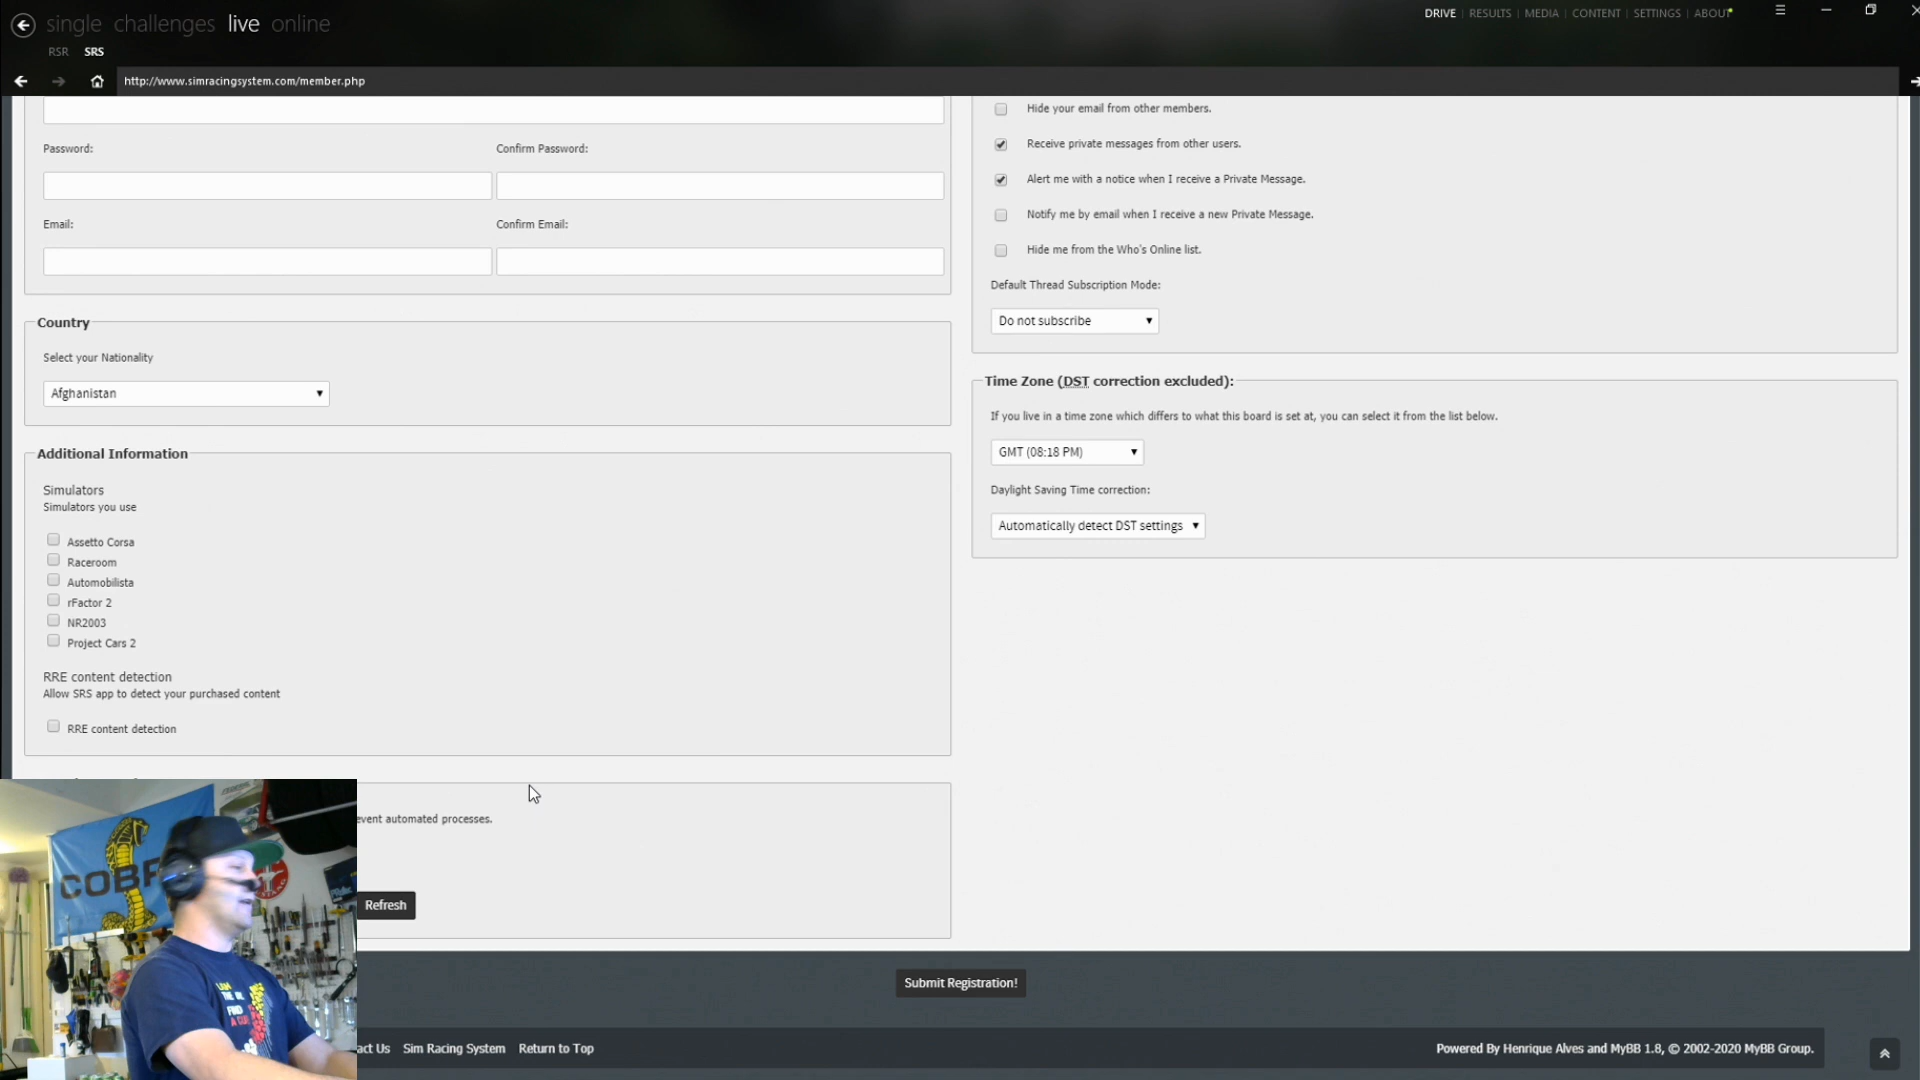 single challenges live online
DRIVE | RESULTS | MEDIA | CONTENT | SETTINGS | ABOUT
RSR SRS
http://www.simracingsystem.com/member.php
Password:
Confirm Password:
Email:
Confirm Email:
Country
Select your Nationality
Afghanistan
Additional Information
Simulators
Simulators you use
Assetto Corsa
Raceroom
Automobilista
rFactor 2
NR2003
Project Cars 2
RRE content detection
Allow SRS app to detect your purchased content
RRE content detection
event automated processes.
Refresh
Hide your email from other members.
Receive private messages from other users.
Alert me with a notice when I receive a Private Message.
Notify me by email when I receive a new Private Message.
Hide me from the Who's Online list.
Default Thread Subscription Mode:
Do not subscribe
Time Zone (DST correction excluded):
If you live in a time zone which differs to what this board is set at, you can select it from the list below.
GMT (08:18 PM)
Daylight Saving Time correction:
Automatically detect DST settings
Submit Registration!
act Us Sim Racing System Return to Top
Powered By Henrique Alves and MyBB 1.8, © 2002-2020 MyBB Group.